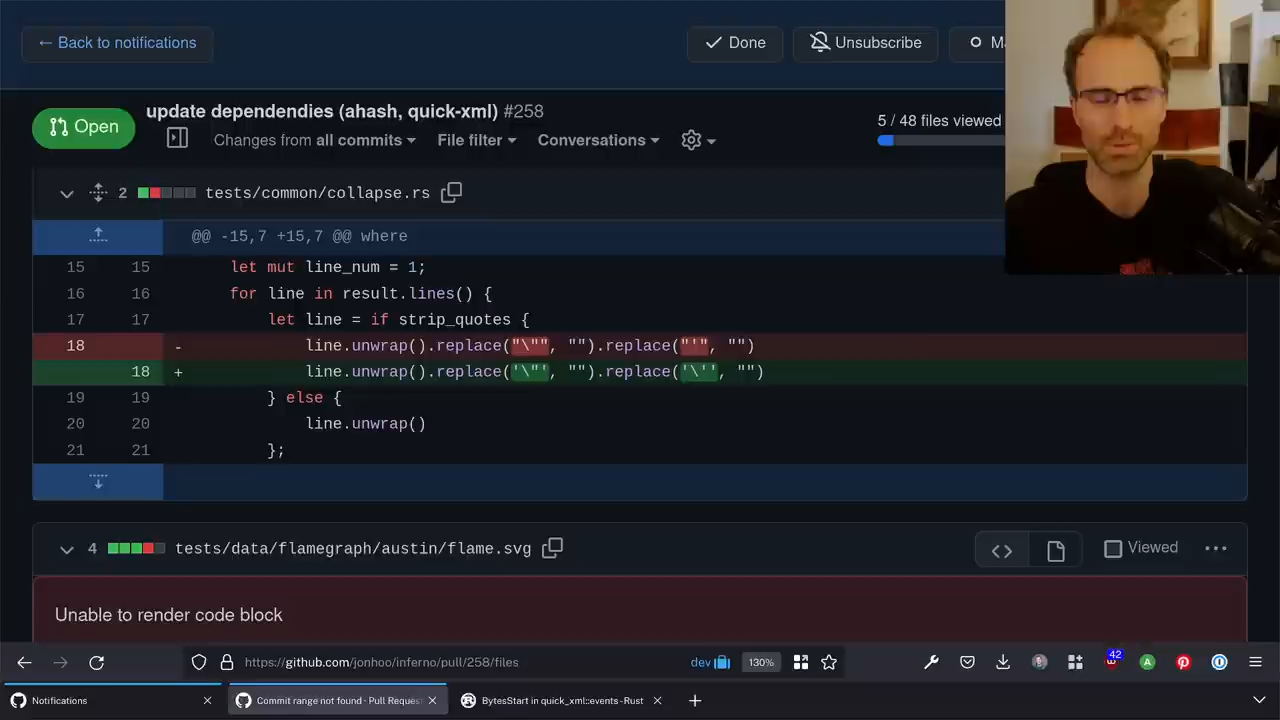 ← Back to notifications
Done
Unsubscribe
Open
update dependendies (ahash, quick-xml) #258
Changes from all commits
File filter
Conversations
5 / 48 files viewed
2
tests/common/collapse.rs
@@ -15,7 +15,7 @@ where
15 15 let mut line_num = 1;
16 16 for line in result.lines() {
17 17 let line = if strip_quotes {
18 - line.unwrap().replace("\"", "").replace("'", "")
18 + line.unwrap().replace('\"', "").replace('\'', "")
19 19 } else {
20 20 line.unwrap()
21 21 };
4
tests/data/flamegraph/austin/flame.svg
Viewed
Unable to render code block
https://github.com/jonhoo/inferno/pull/258/files
dev
130%
42
Notifications
Commit range not found · Pull Reques
BytesStart in quick_xml::events - Rust